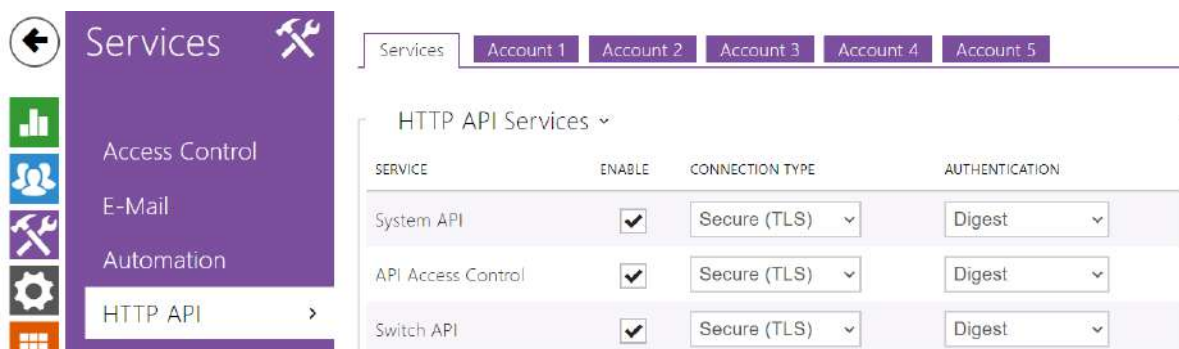 Services
Access Control
E-Mail
Automation
HTTP API
Services Account 1 Account 2 Account 3 Account 4 Account 5
HTTP API Services
SERVICE ENABLE CONNECTION TYPE AUTHENTICATION
System API Secure (TLS) Digest
API Access Control Secure (TLS) Digest
Switch API Secure (TLS) Digest